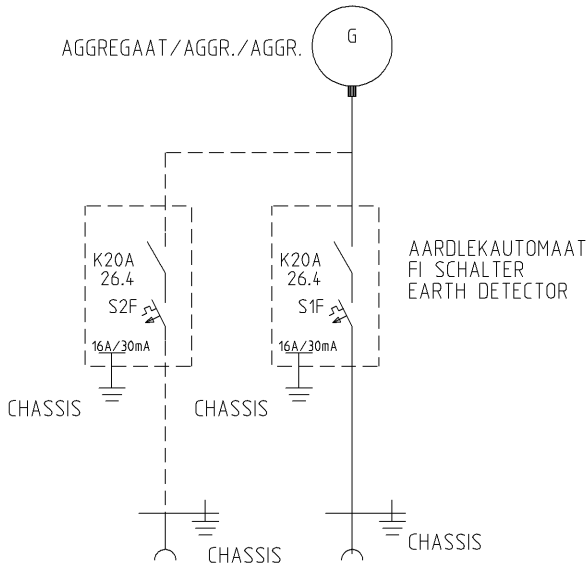 G
AGGREGAAT/AGGR./AGGR.
K20A
26.4
S2F
16A/30mA
K20A
26.4
S1F
16A/30mA
AARDLEKAUTOMAAT
FI SCHALTER
EARTH DETECTOR
CHASSIS
CHASSIS
CHASSIS
CHASSIS